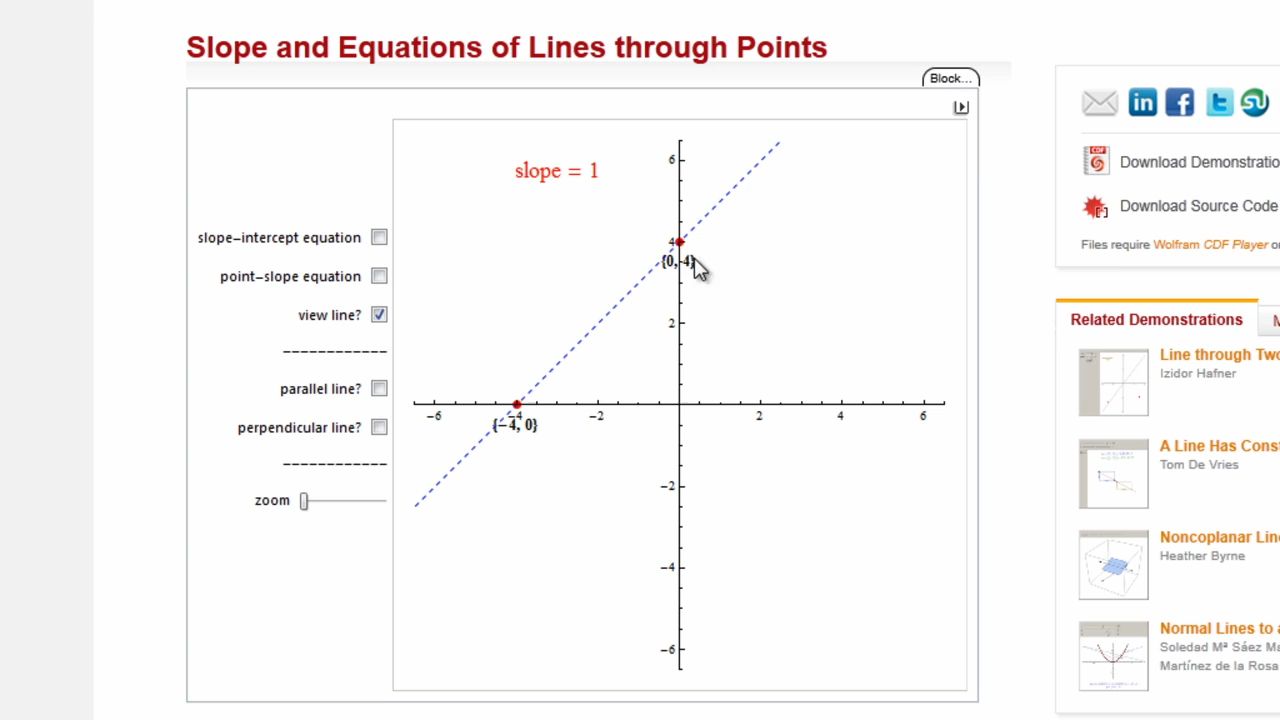 Slope and Equations of Lines through Points
Block...
slope = 1
slope–intercept equation
point–slope equation
view line?
------------
parallel line?
perpendicular line?
------------
zoom
6
4
{0, 4}
2
−6
−4
−2
2
4
6
{−4, 0}
−2
−4
−6
in
f
t
CDF
Download Demonstratio
Download Source Code
Files require Wolfram CDF Player o
Related Demonstrations
M
Line through Two
Izidor Hafner
A Line Has Cons
Tom De Vries
Noncoplanar Line
Heather Byrne
Normal Lines to a
Soledad Mª Sáez Ma
Martínez de la Rosa